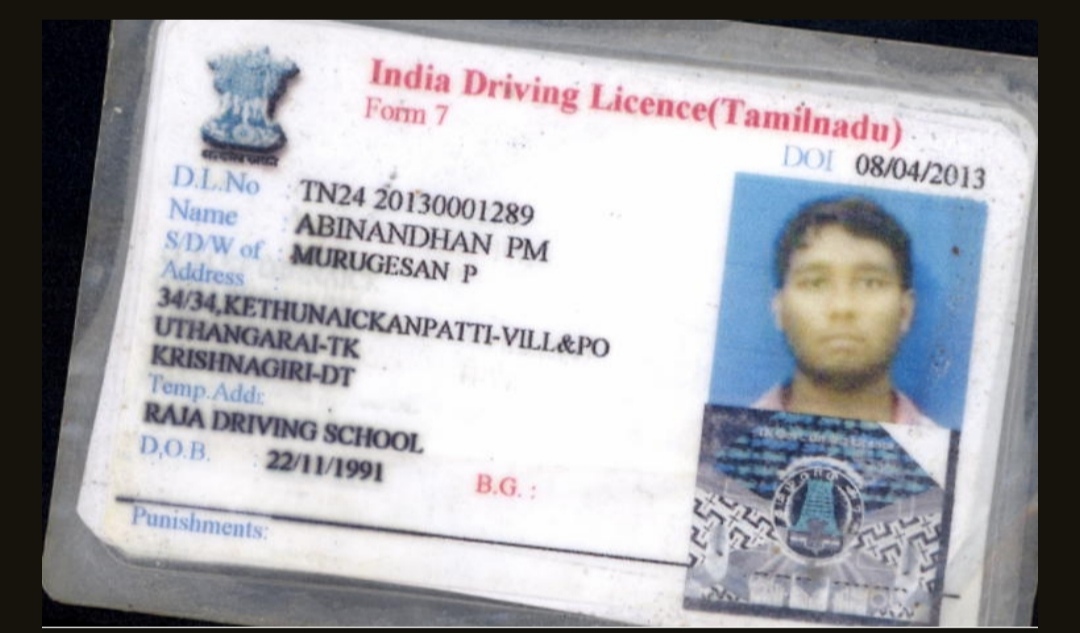 India Driving Licence(Tamilnadu)
Form 7
DOI 08/04/2013
D.L.No : TN24 20130001289
Name : ABINANDHAN PM
S/D/W of : MURUGESAN P
Address
34/34,KETHUNAICKANPATTI-VILL&PO
UTHANGARAI-TK
KRISHNAGIRI-DT
Temp.Add:
RAJA DRIVING SCHOOL
D.O.B. : 22/11/1991
B.G. :
Punishments: